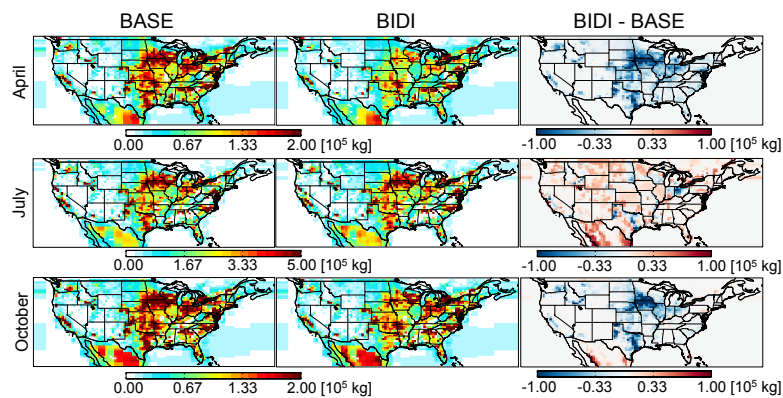 BASE BIDI BIDI - BASE
April
0.00 0.67 1.33 2.00 [10⁵ kg] -1.00 -0.33 0.33 1.00 [10⁵ kg]
July
0.00 1.67 3.33 5.00 [10⁵ kg] -1.00 -0.33 0.33 1.00 [10⁵ kg]
October
0.00 0.67 1.33 2.00 [10⁵ kg] -1.00 -0.33 0.33 1.00 [10⁵ kg]